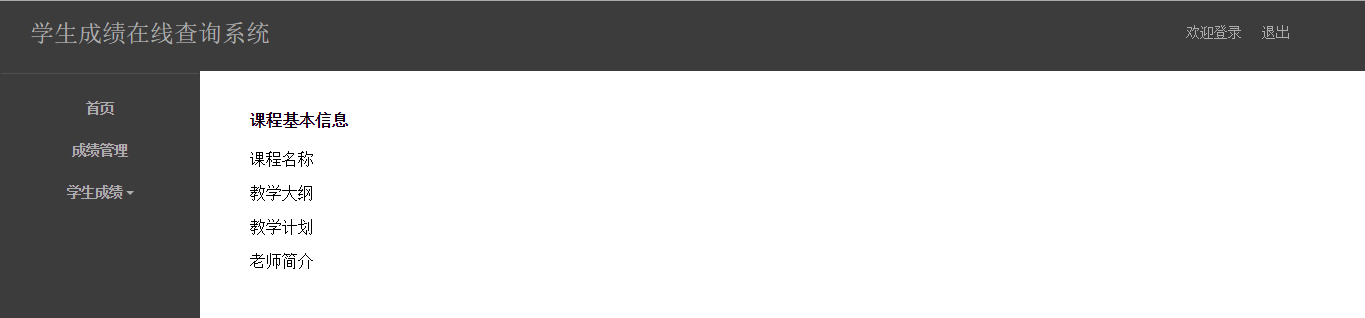 学生成绩在线查询系统
欢迎登录 退出
首页
成绩管理
学生成绩
课程基本信息
课程名称
教学大纲
教学计划
老师简介